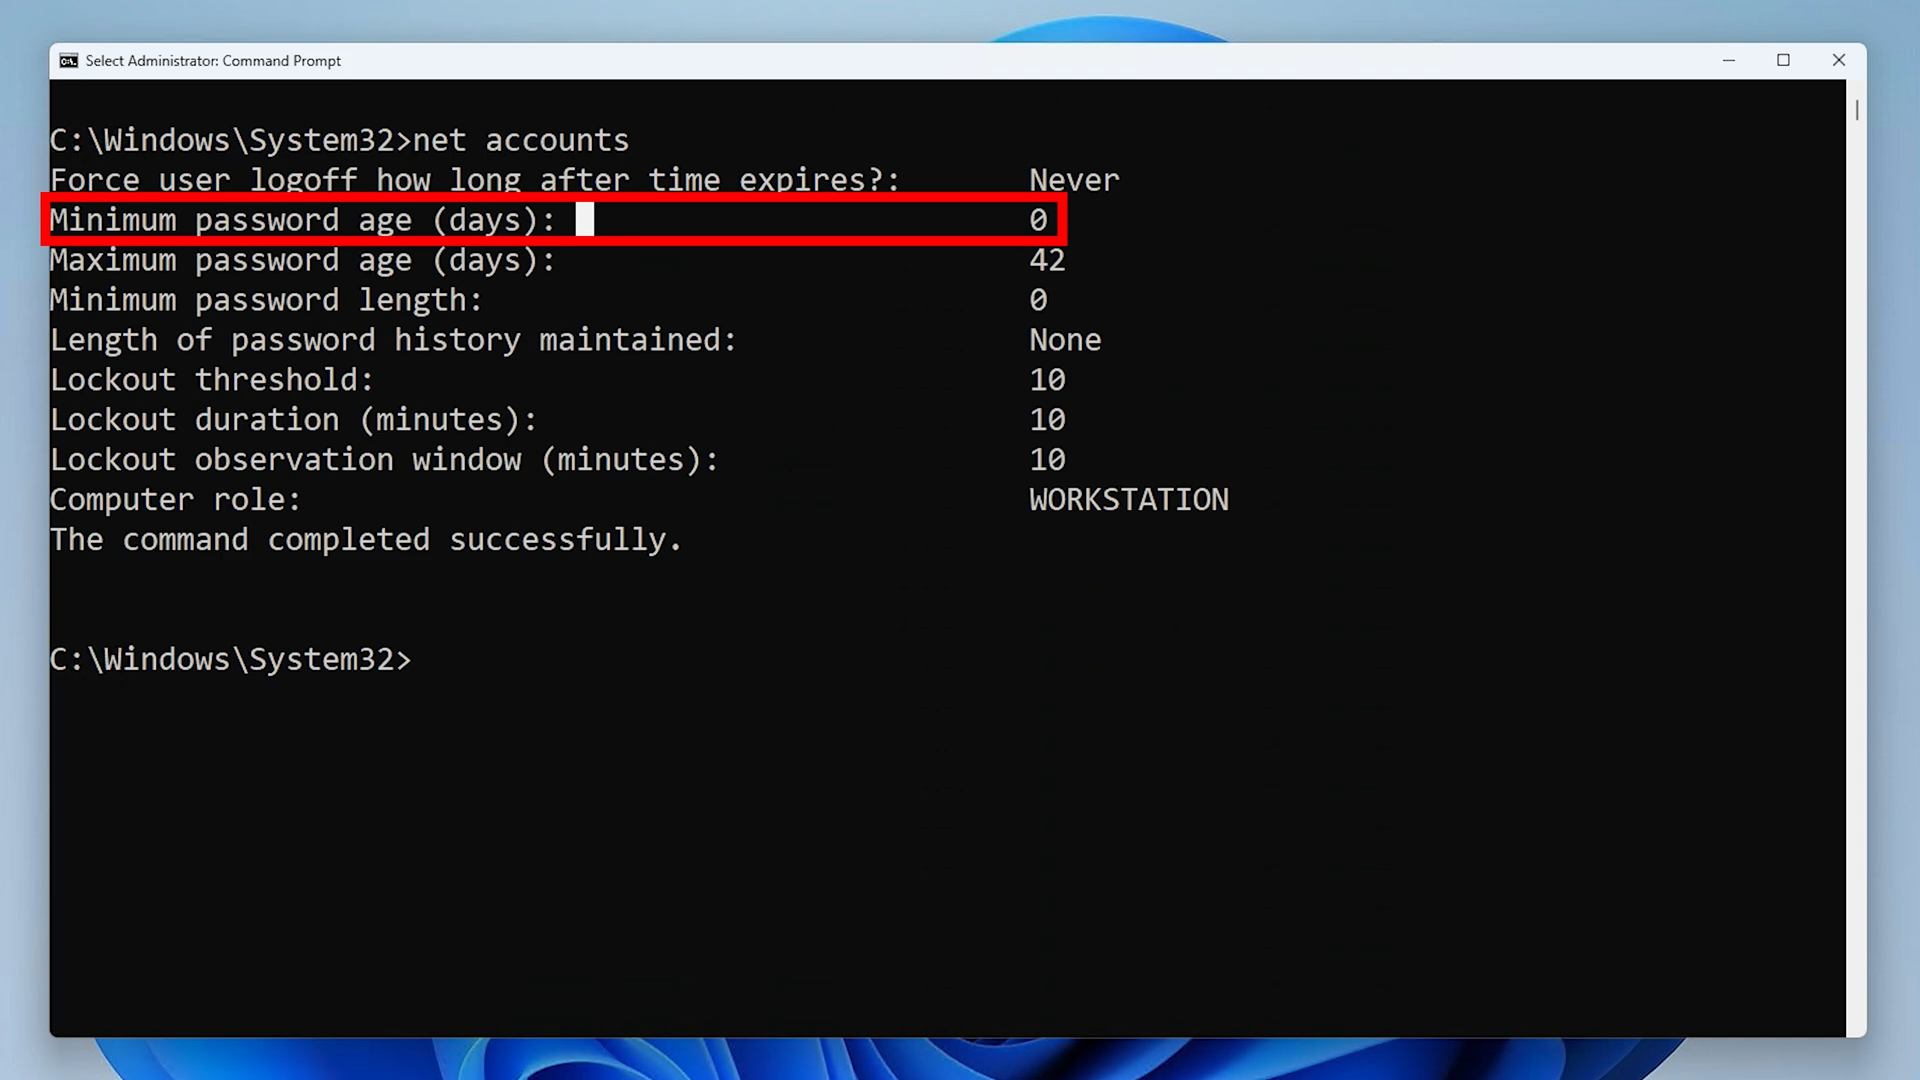 Select Administrator: Command Prompt
C:\Windows\System32>net accounts
Force user logoff how long after time expires?: Never
Minimum password age (days): 0
Maximum password age (days): 42
Minimum password length: 0
Length of password history maintained: None
Lockout threshold: 10
Lockout duration (minutes): 10
Lockout observation window (minutes): 10
Computer role: WORKSTATION
The command completed successfully.
C:\Windows\System32>